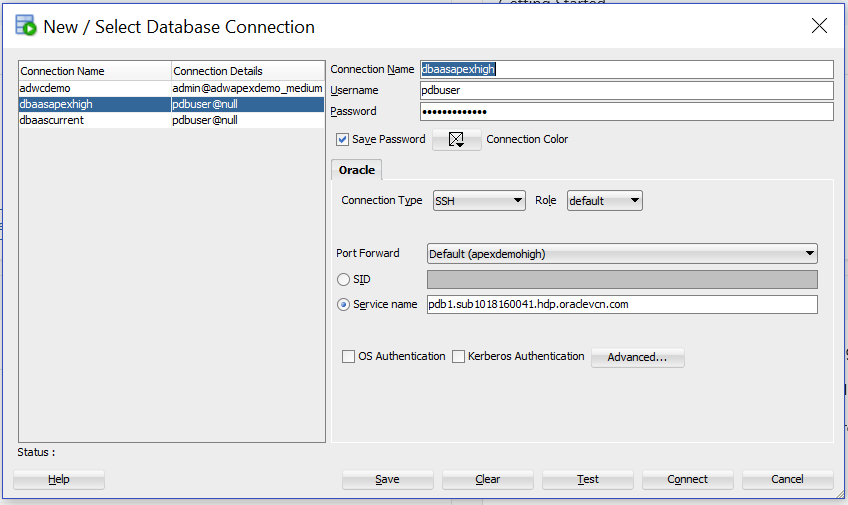 Getting Started
New / Select Database Connection
Connection Name Connection Details
adwcdemo admin@adwapexdemo_medium
dbaasapexhigh pdbuser@null
dbaascurrent pdbuser@null
Connection Name dbaasapexhigh
Username pdbuser
Password •••••••••••••
Save Password Connection Color
Oracle
Connection Type SSH Role default
Port Forward Default (apexdemohigh)
SID
Service name pdb1.sub1018160041.hdp.oraclevcn.com
OS Authentication Kerberos Authentication Advanced...
Status :
Help Save Clear Test Connect Cancel